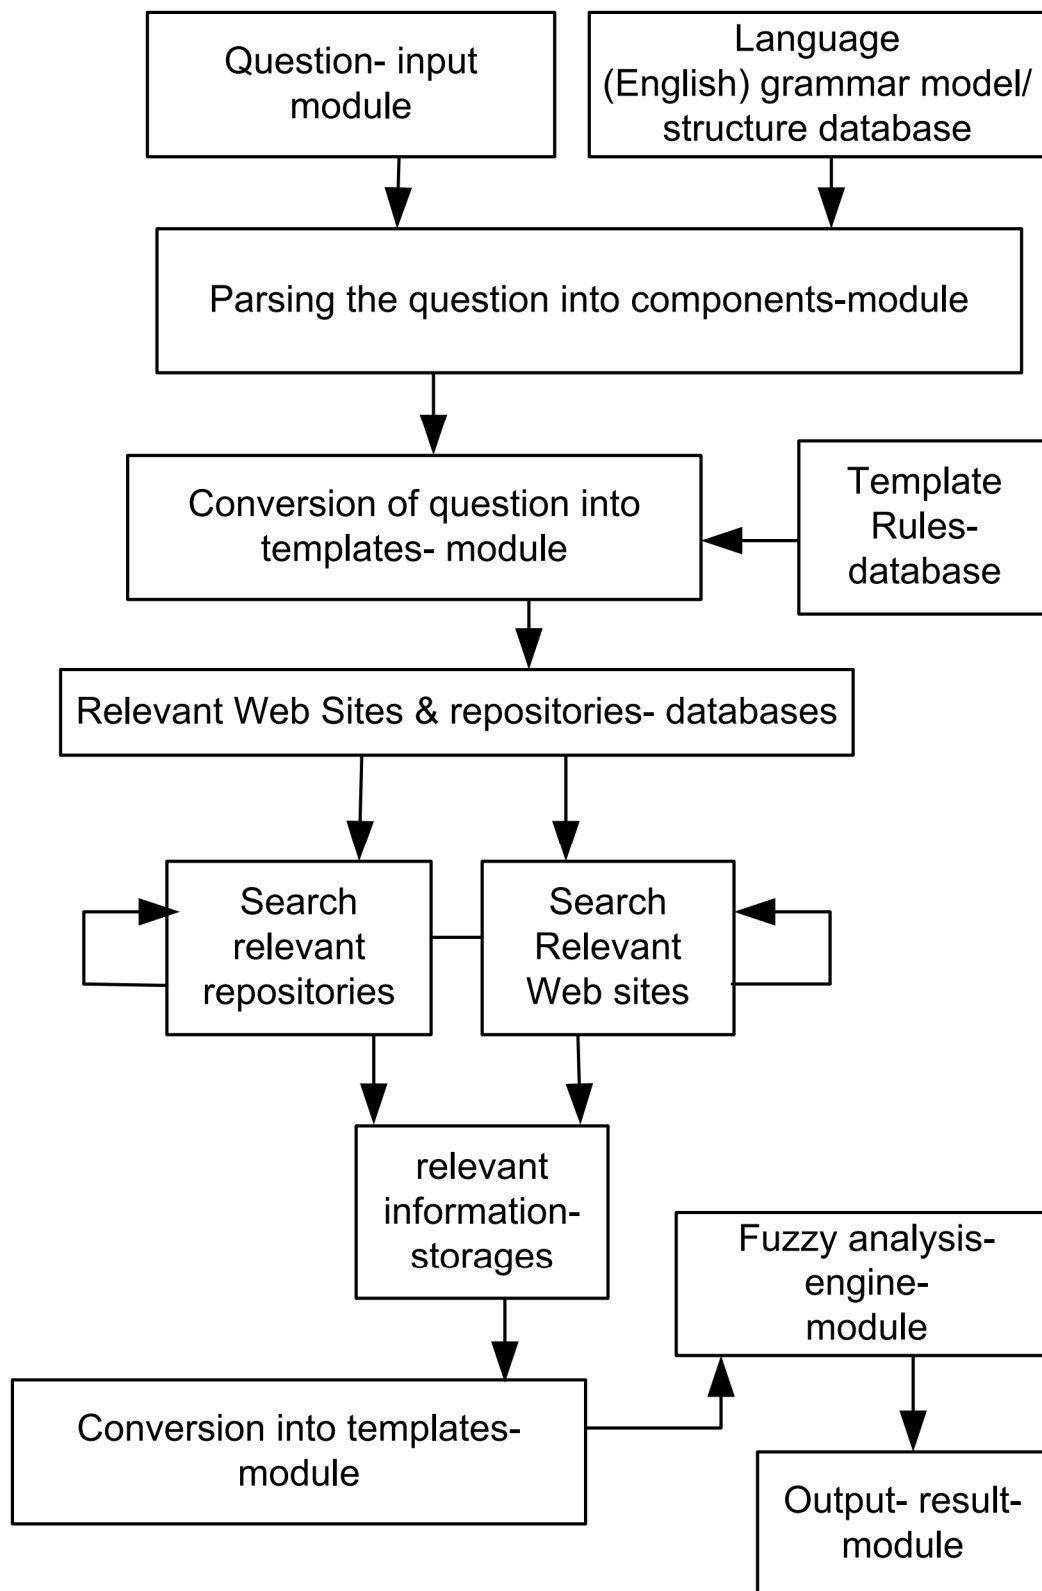 Question- input
module
Language
(English) grammar model/
structure database
Parsing the question into components-module
Conversion of question into
templates- module
Template
Rules-
database
Relevant Web Sites & repositories- databases
Search
relevant
repositories
Search
Relevant
Web sites
relevant
information-
storages
Fuzzy analysis-
engine-
module
Conversion into templates-
module
Output- result-
module